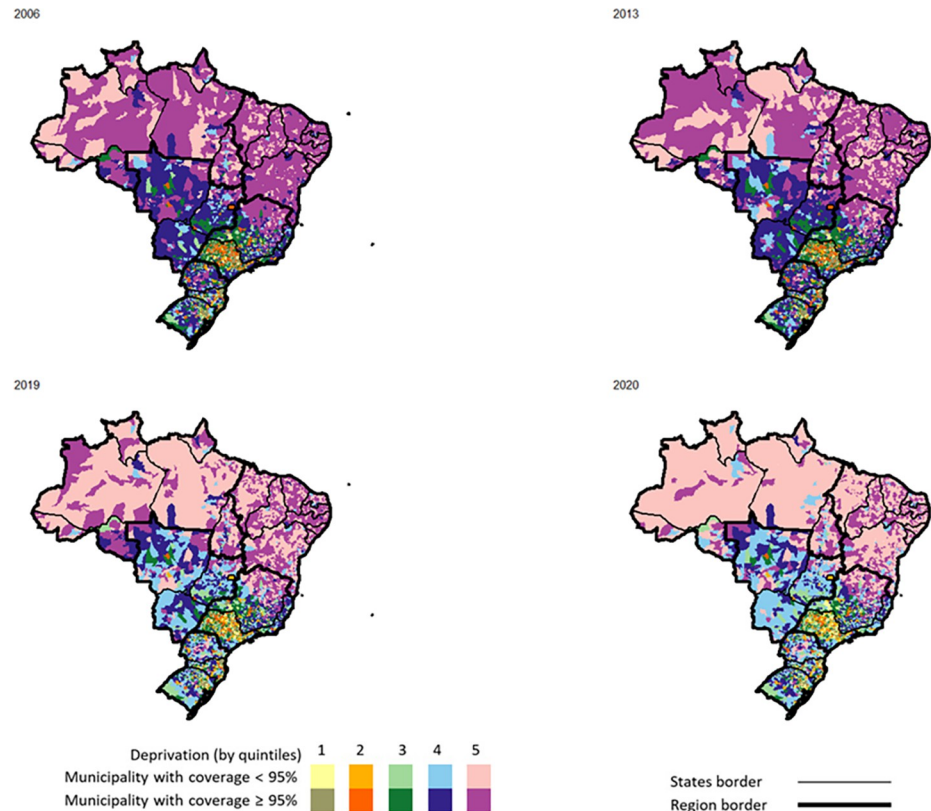 2006
2013
2019
2020
Deprivation (by quintiles) 1 2 3 4 5
Municipality with coverage < 95%
Municipality with coverage ≥ 95%
States border
Region border